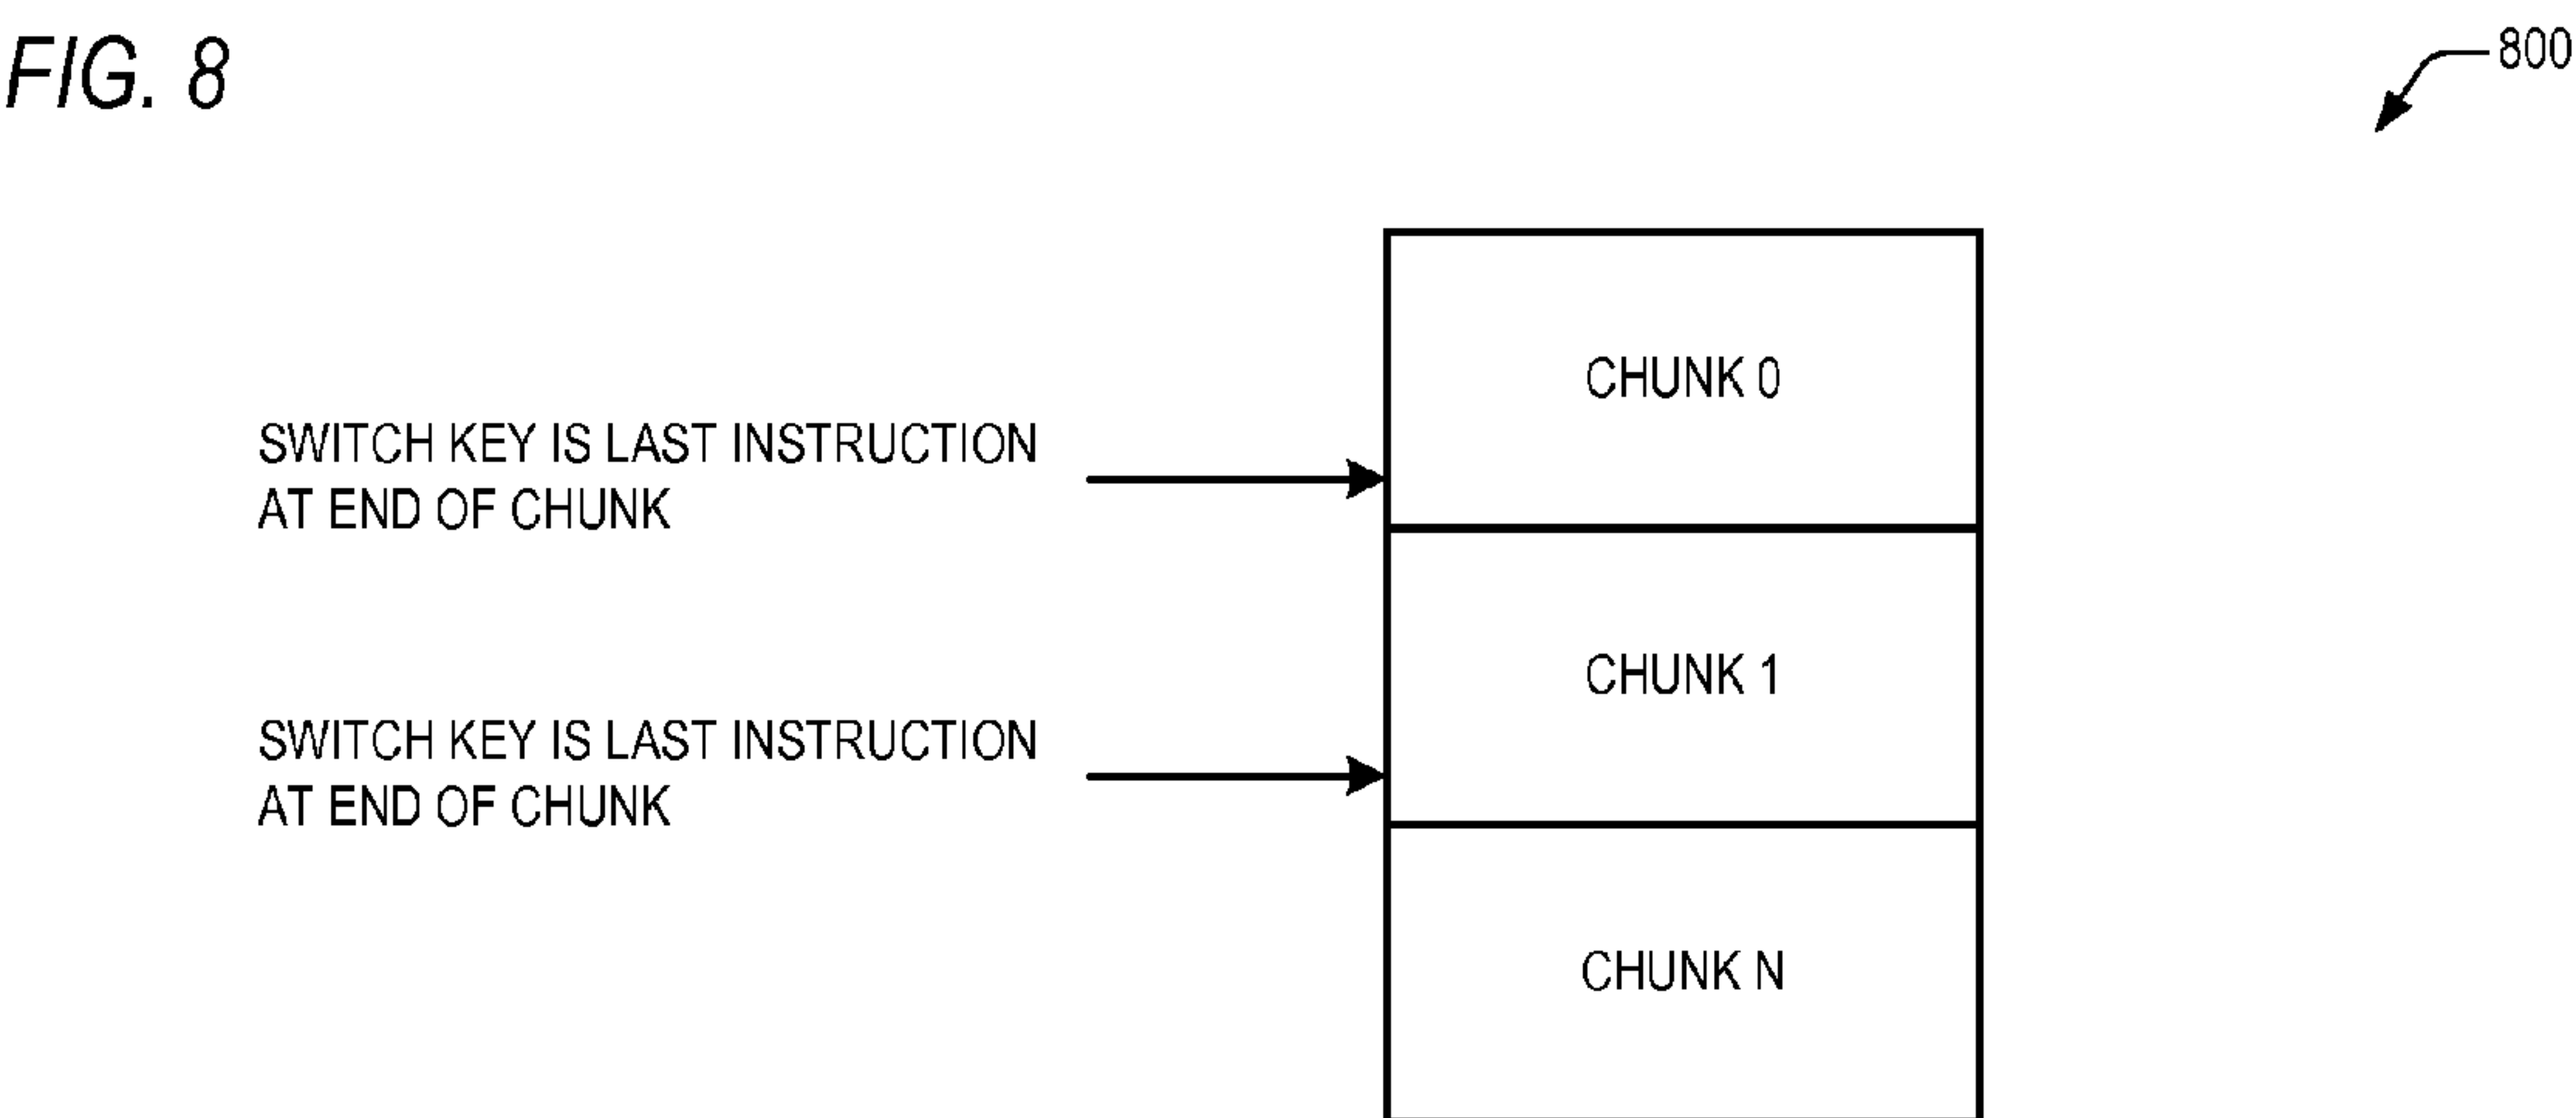 FIG. 8
800
CHUNK 0
SWITCH KEY IS LAST INSTRUCTION
AT END OF CHUNK
CHUNK 1
SWITCH KEY IS LAST INSTRUCTION
AT END OF CHUNK
CHUNK N